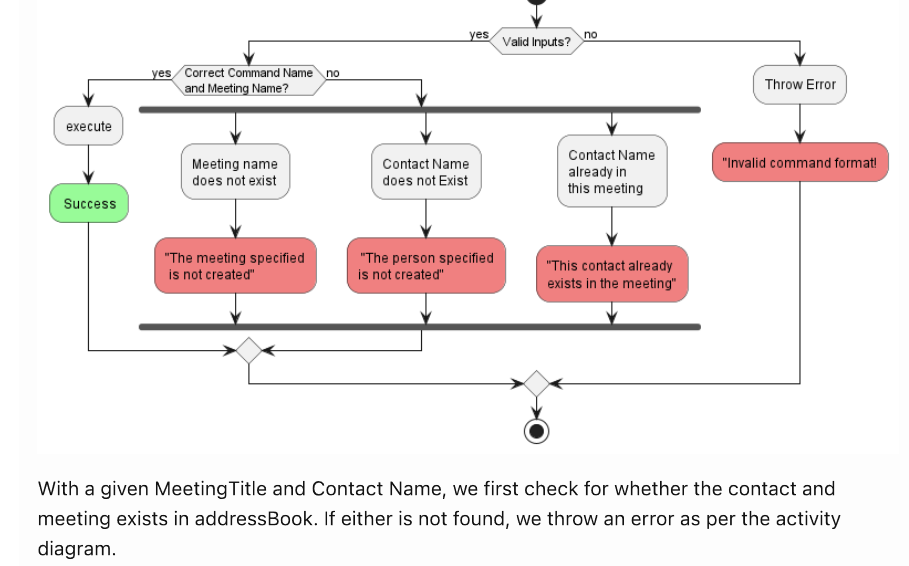 yes
Valid Inputs?
no
yes
Correct Command Name
and Meeting Name?
no
Throw Error
execute
Meeting name
does not exist
Contact Name
does not Exist
Contact Name
already in
this meeting
"Invalid command format!
Success
"The meeting specified
is not created"
"The person specified
is not created"
"This contact already
exists in the meeting"
With a given MeetingTitle and Contact Name, we first check for whether the contact and
meeting exists in addressBook. If either is not found, we throw an error as per the activity
diagram.